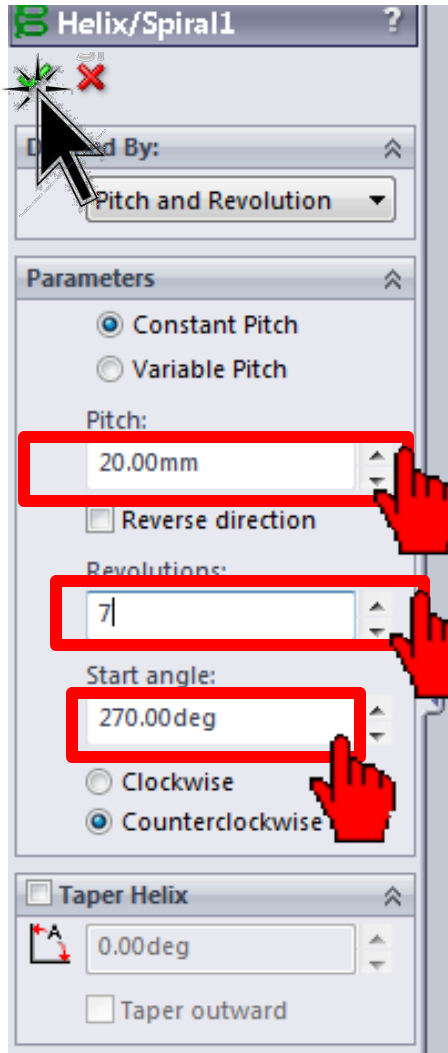 Helix/Spiral1 ?
By:
Pitch and Revolution
Parameters
Constant Pitch
Variable Pitch
Pitch:
20.00mm
Reverse direction
Revolutions:
7
Start angle:
270.00deg
Clockwise
Counterclockwise
Taper Helix
A
0.00deg
Taper outward